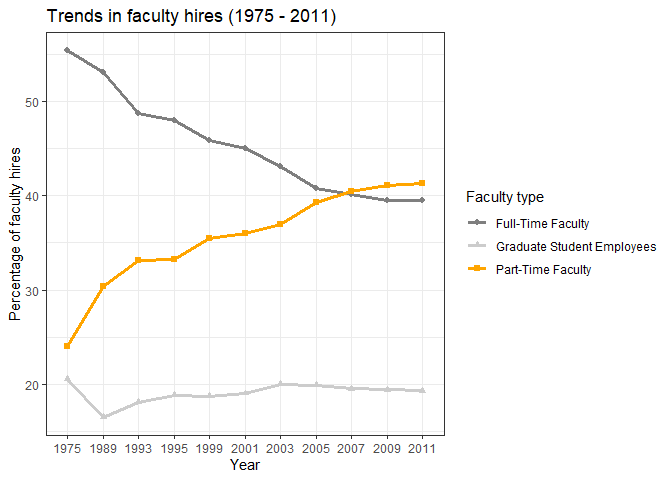 Trends in faculty hires (1975 - 2011)
Percentage of faculty hires
50
40
30
20
1975 1989 1993 1995 1999 2001 2003 2005 2007 2009 2011
Year
Faculty type
Full-Time Faculty
Graduate Student Employees
Part-Time Faculty